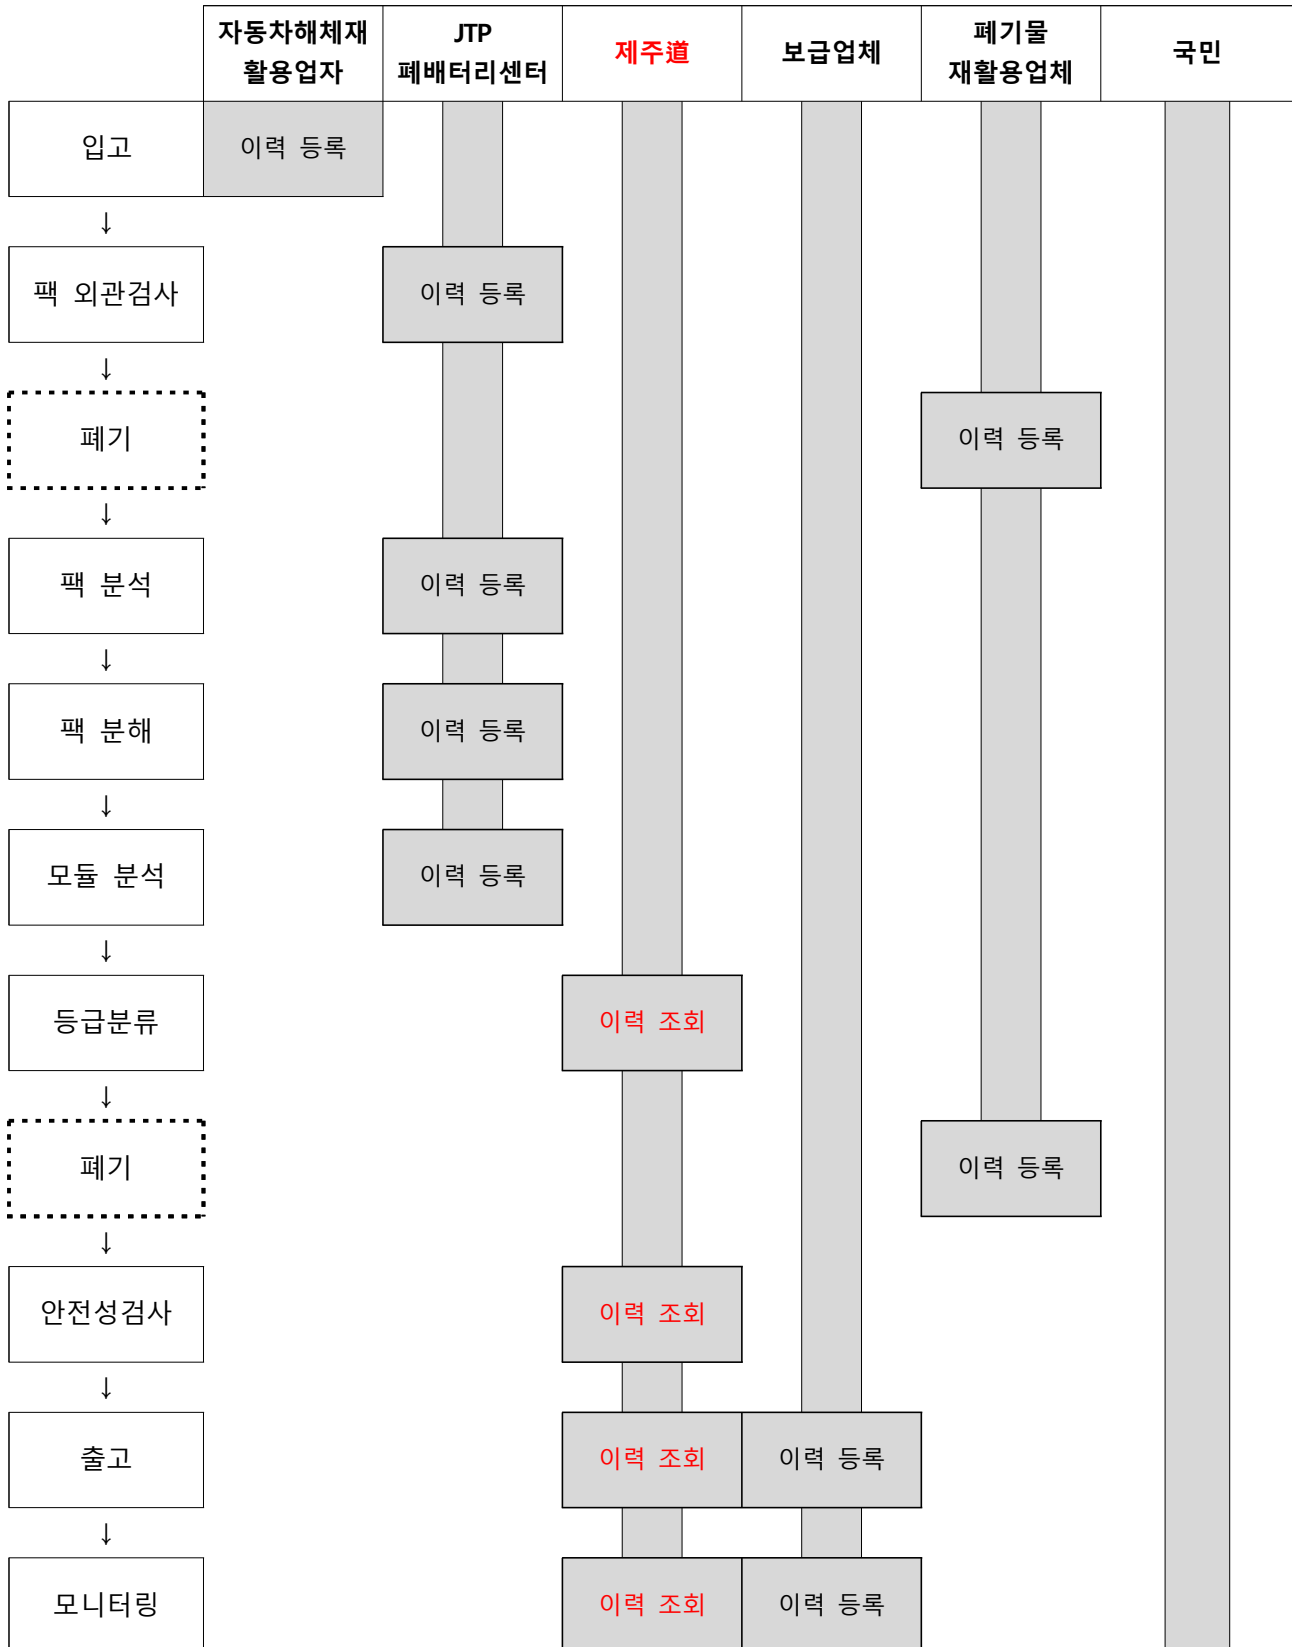 자동차해체재
활용업자
JTP
폐배터리센터
제주道
보급업체
폐기물
재활용업체
국민
입고
이력 등록
↓
팩 외관검사
이력 등록
↓
폐기
이력 등록
↓
팩 분석
이력 등록
↓
팩 분해
이력 등록
↓
모듈 분석
이력 등록
↓
등급분류
이력 조회
↓
폐기
이력 등록
↓
안전성검사
이력 조회
↓
출고
이력 조회
이력 등록
↓
모니터링
이력 조회
이력 등록